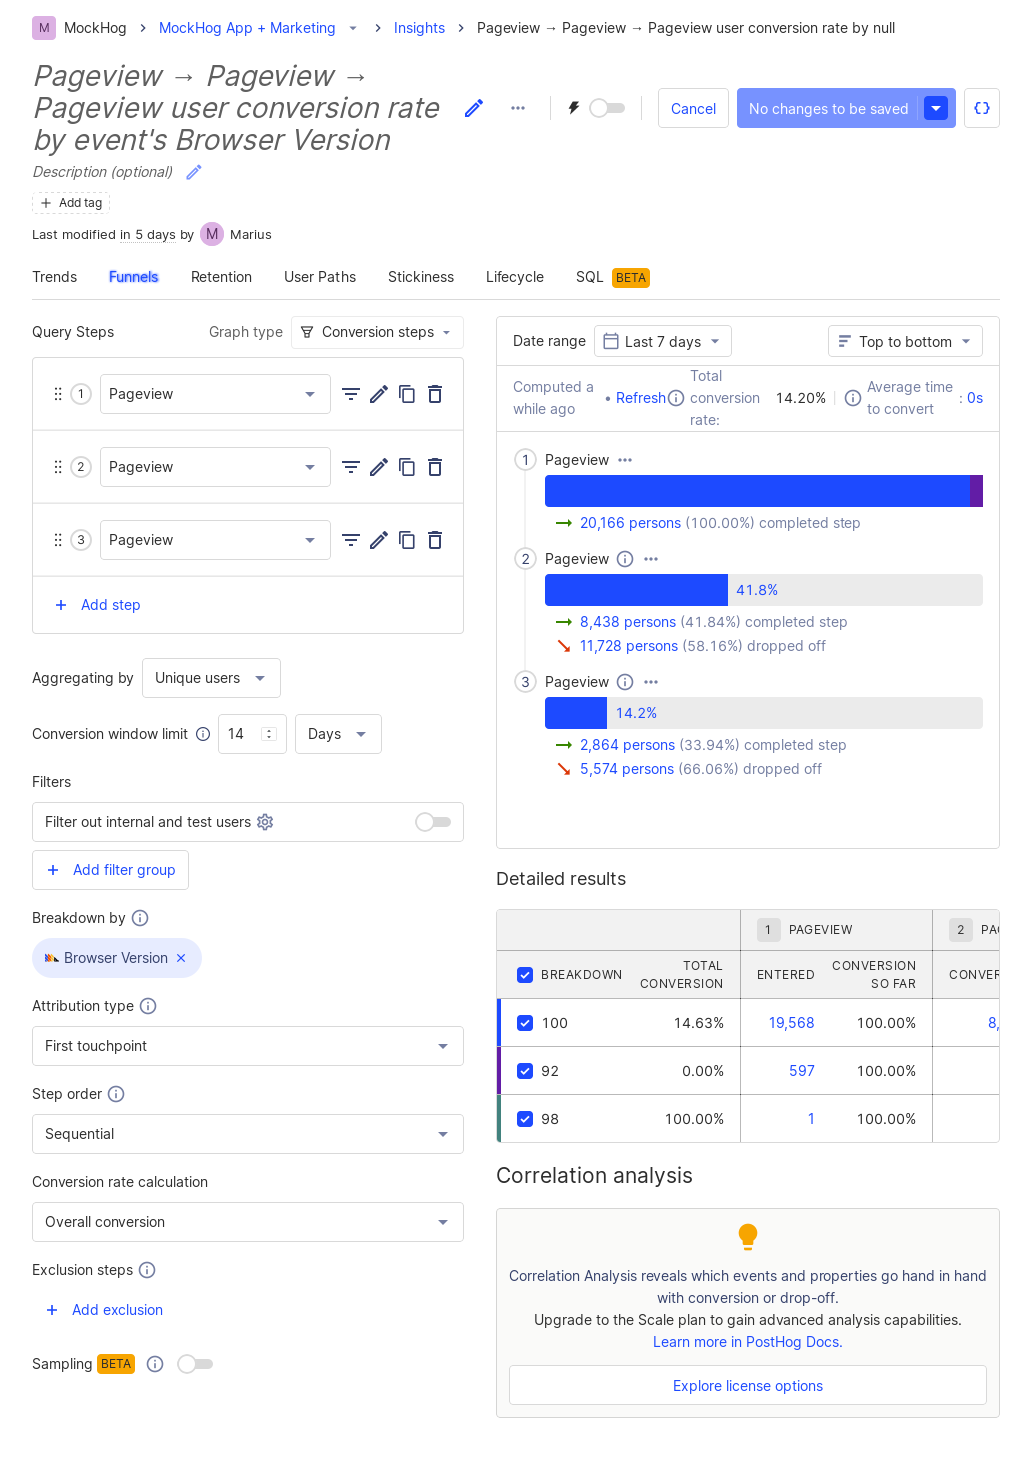 M MockHog MockHog App + Marketing Insights Pageview → Pageview → Pageview user conversion rate by null
Pageview → Pageview →
Pageview user conversion rate
by event's Browser Version
Cancel
No changes to be saved
Description (optional)
Add tag
Last modified in 5 days by M Marius
Trends Funnels Retention User Paths Stickiness Lifecycle SQL BETA
Query Steps Graph type Conversion steps
1 Pageview
2 Pageview
3 Pageview
Add step
Aggregating by Unique users
Conversion window limit 14 Days
Filters
Filter out internal and test users
Add filter group
Breakdown by
Browser Version
Attribution type
First touchpoint
Step order
Sequential
Conversion rate calculation
Overall conversion
Exclusion steps
Add exclusion
Sampling BETA
Date range Last 7 days Top to bottom
Computed a
while ago
• Refresh
Total
conversion
rate:
14.20%
Average time
to convert
: 0s
1 Pageview
20,166 persons (100.00%) completed step
2 Pageview
41.8%
8,438 persons (41.84%) completed step
11,728 persons (58.16%) dropped off
3 Pageview
14.2%
2,864 persons (33.94%) completed step
5,574 persons (66.06%) dropped off
Detailed results
1 PAGEVIEW 2
BREAKDOWN
TOTAL
CONVERSION
ENTERED
CONVERSION
SO FAR
100 14.63% 19,568 100.00%
92 0.00% 597 100.00%
98 100.00% 1 100.00%
Correlation analysis
Correlation Analysis reveals which events and properties go hand in hand
with conversion or drop-off.
Upgrade to the Scale plan to gain advanced analysis capabilities.
Learn more in PostHog Docs.
Explore license options